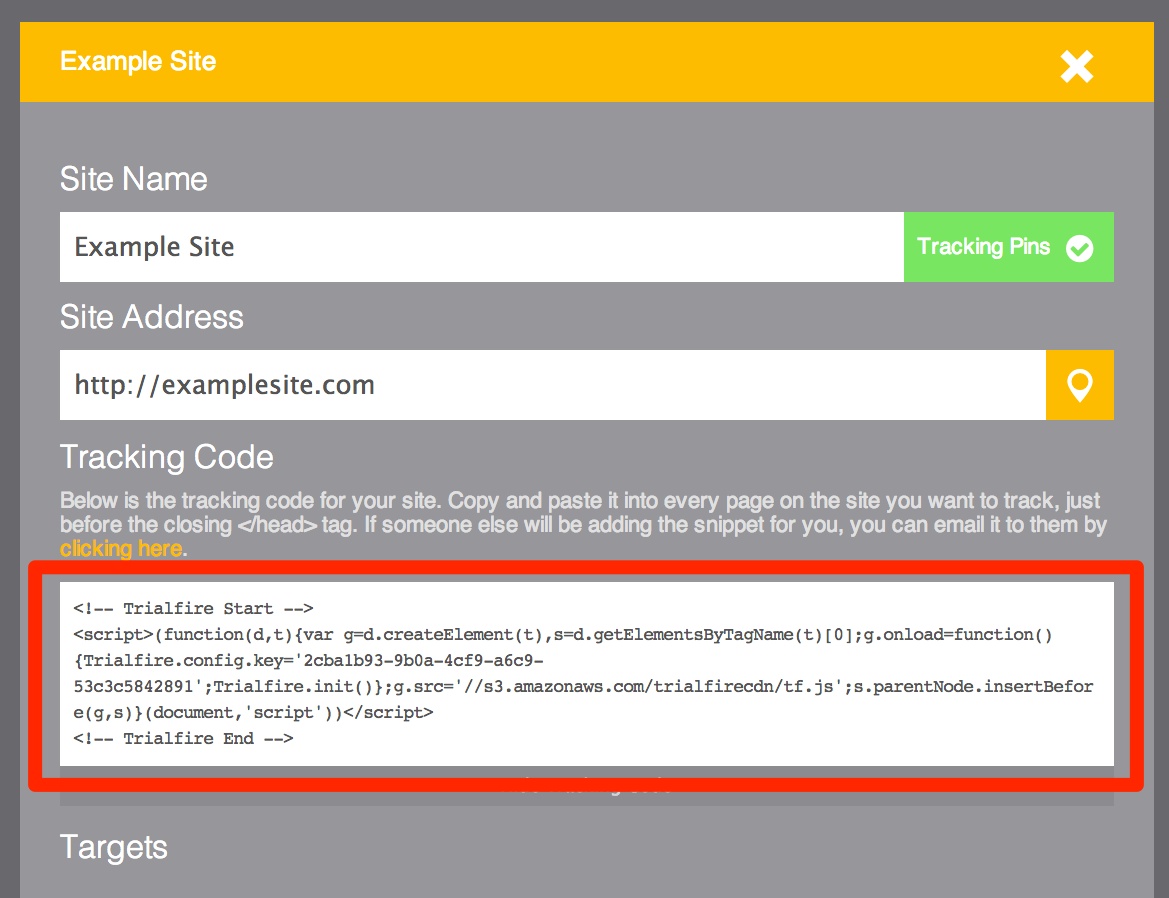 Example Site
Site Name
Example Site
Tracking Pins
Site Address
http://examplesite.com
Tracking Code
Below is the tracking code for your site. Copy and paste it into every page on the site you want to track, just
before the closing </head> tag. If someone else will be adding the snippet for you, you can email it to them by
clicking here.
<!-- Trialfire Start -->
<script>(function(d,t){var g=d.createElement(t),s=d.getElementsByTagName(t)[0];g.onload=function()
{Trialfire.config.key='2cba1b93-9b0a-4cf9-a6c9-
53c3c5842891';Trialfire.init()};g.src='//s3.amazonaws.com/trialfirecdn/tf.js';s.parentNode.insertBefor
e(g,s)}(document,'script'))</script>
<!-- Trialfire End -->
Targets